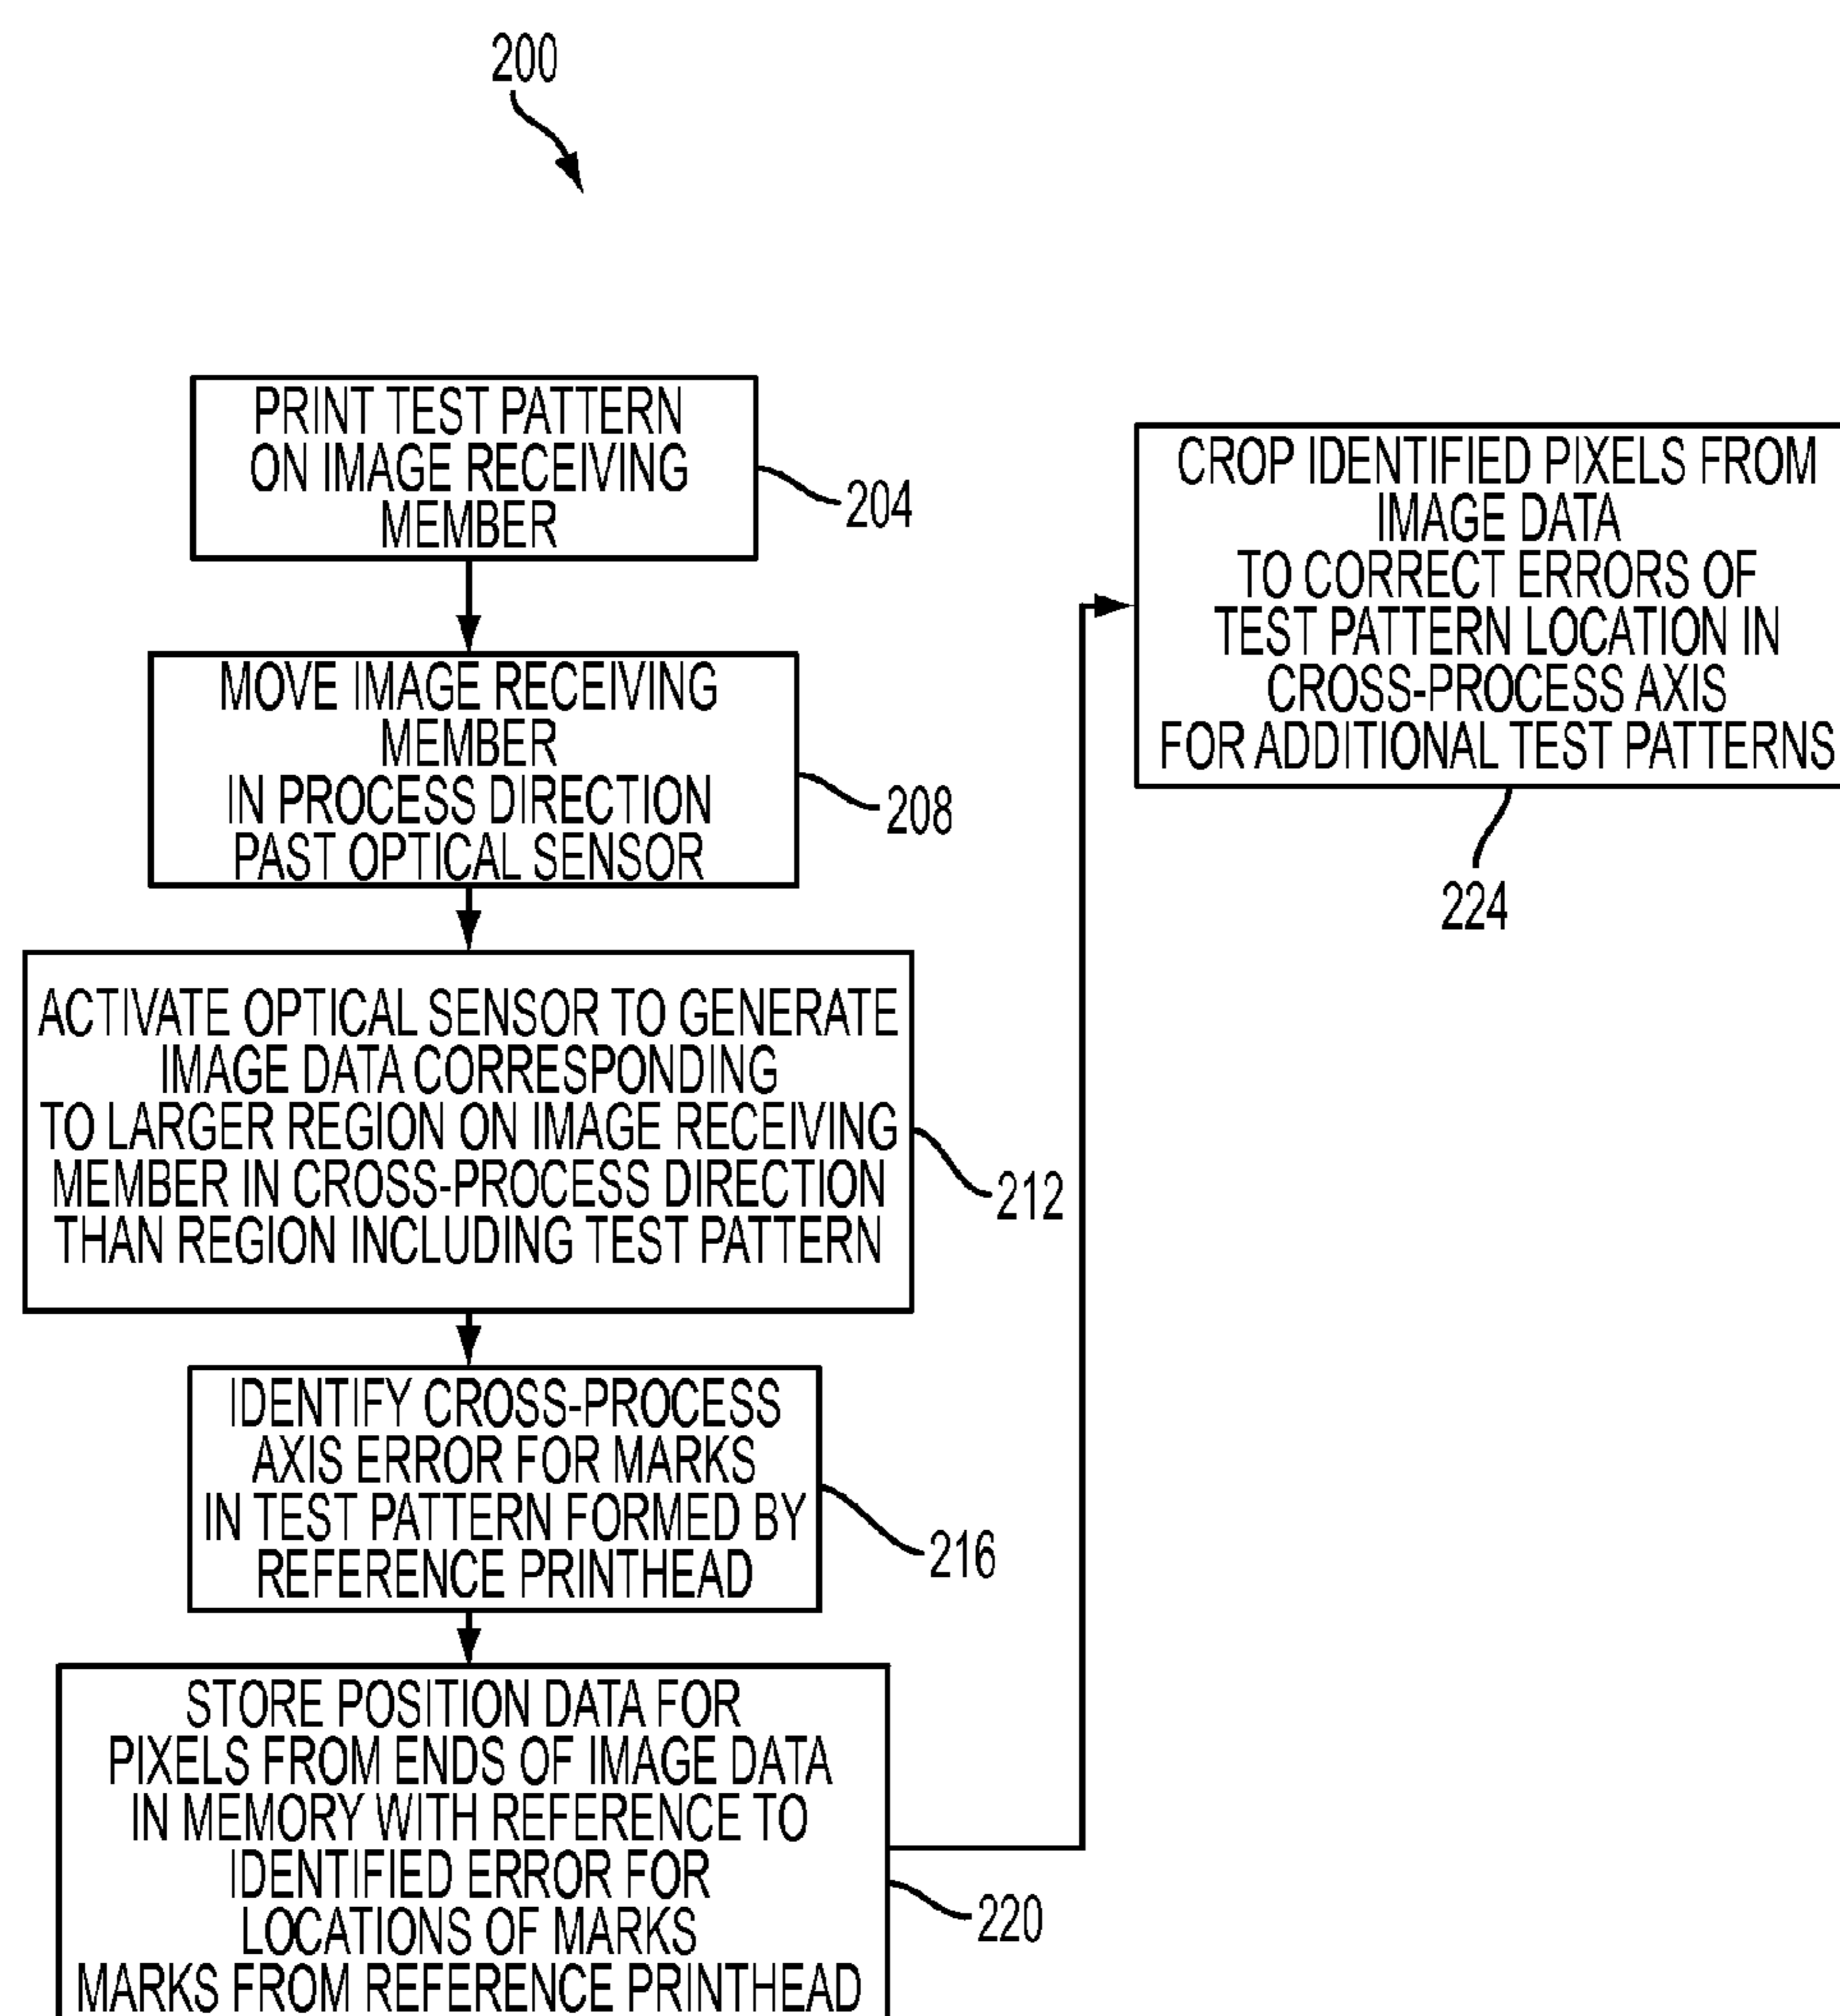 200
PRINT TEST PATTERN
ON IMAGE RECEIVING
MEMBER
204
MOVE IMAGE RECEIVING
MEMBER
IN PROCESS DIRECTION
PAST OPTICAL SENSOR
208
ACTIVATE OPTICAL SENSOR TO GENERATE
IMAGE DATA CORRESPONDING
TO LARGER REGION ON IMAGE RECEIVING
MEMBER IN CROSS-PROCESS DIRECTION
THAN REGION INCLUDING TEST PATTERN
212
IDENTIFY CROSS-PROCESS
AXIS ERROR FOR MARKS
IN TEST PATTERN FORMED BY
REFERENCE PRINTHEAD
216
STORE POSITION DATA FOR
PIXELS FROM ENDS OF IMAGE DATA
IN MEMORY WITH REFERENCE TO
IDENTIFIED ERROR FOR
LOCATIONS OF MARKS
MARKS FROM REFERENCE PRINTHEAD
220
CROP IDENTIFIED PIXELS FROM
IMAGE DATA
TO CORRECT ERRORS OF
TEST PATTERN LOCATION IN
CROSS-PROCESS AXIS
FOR ADDITIONAL TEST PATTERNS
224